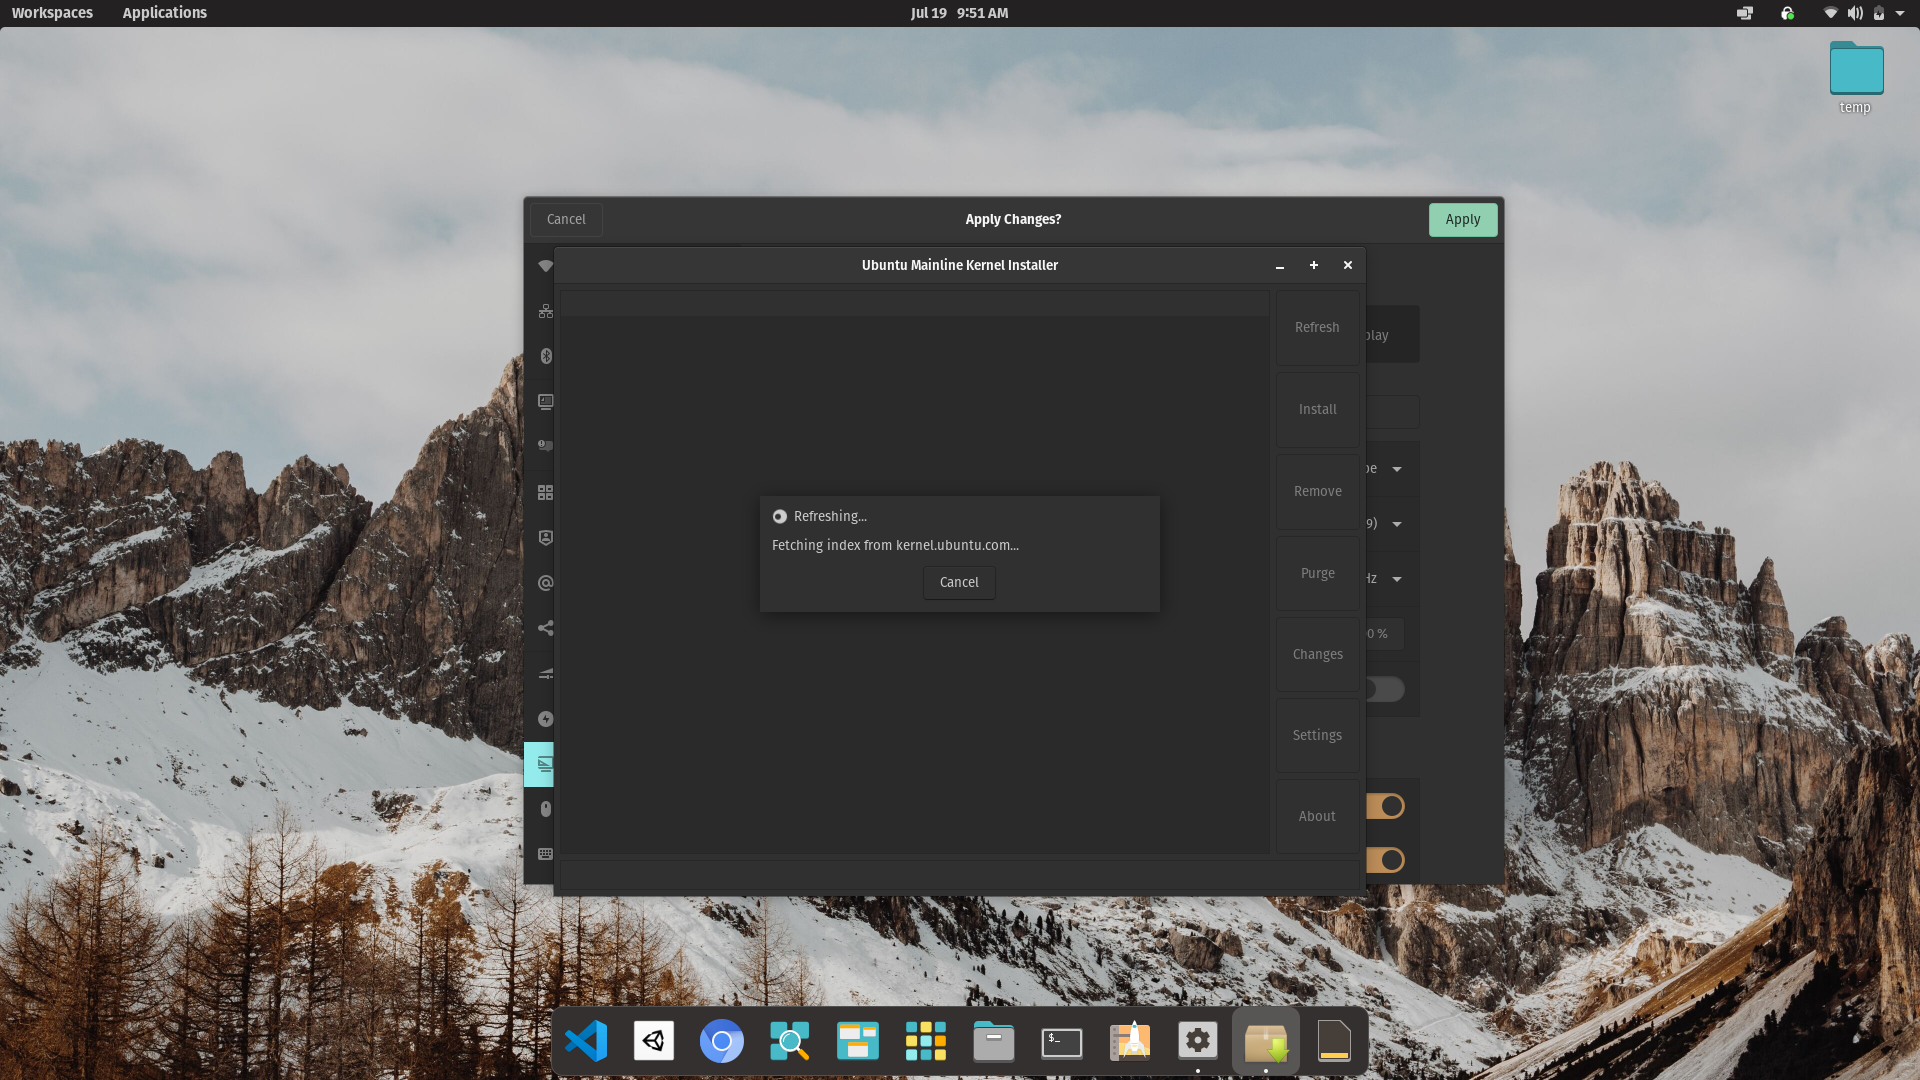 Workspaces Applications Jul 19 9:51 AM
temp
Cancel Apply Changes? Apply
Ubuntu Mainline Kernel Installer
Refresh
Install
Remove
Purge
Changes
Settings
About
Refreshing...
Fetching index from kernel.ubuntu.com...
Cancel
play
pe
9)
Hz
0 %
$_